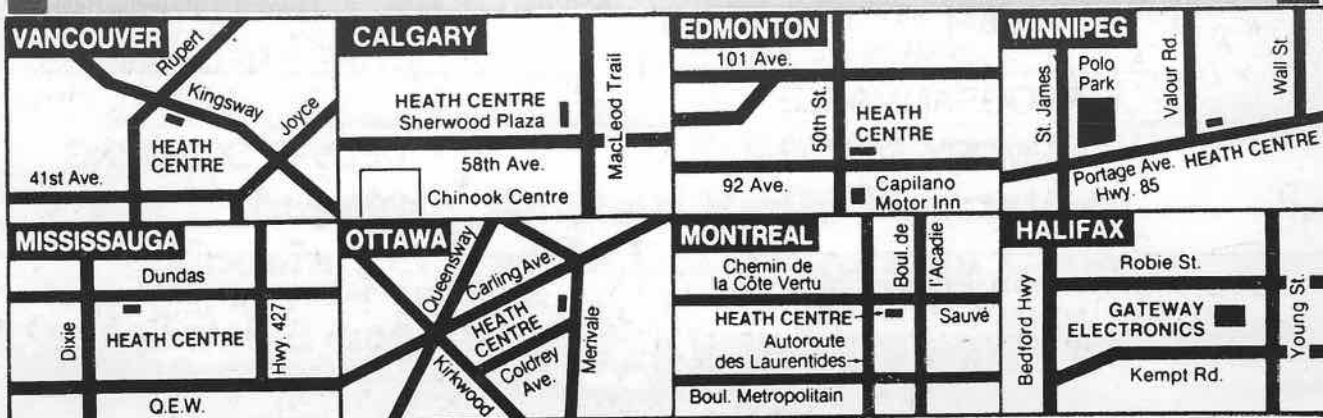 VANCOUVER
Rupert
Kingsway
Joyce
HEATH
CENTRE
41st Ave.
CALGARY
HEATH CENTRE
Sherwood Plaza
MacLeod Trail
58th Ave.
Chinook Centre
EDMONTON
101 Ave.
50th St.
HEATH
CENTRE
92 Ave.
Capilano
Motor Inn
WINNIPEG
St. James
Polo
Park
Valour Rd.
Wall St.
Portage Ave. HEATH CENTRE
Hwy. 85
MISSISSAUGA
Dundas
Dixie
HEATH CENTRE
Hwy. 427
Q.E.W.
OTTAWA
Queensway
Carling Ave.
HEATH
CENTRE
Coldrey
Ave.
Kirkwood
Merivale
MONTREAL
Chemin de
la Côte Vertu
Boul. de
l'Acadie
HEATH CENTRE
Sauvé
Autoroute
des Laurentides
Boul. Metropolitain
HALIFAX
Robie St.
Bedford Hwy
GATEWAY
ELECTRONICS
Young St.
Kempt Rd.